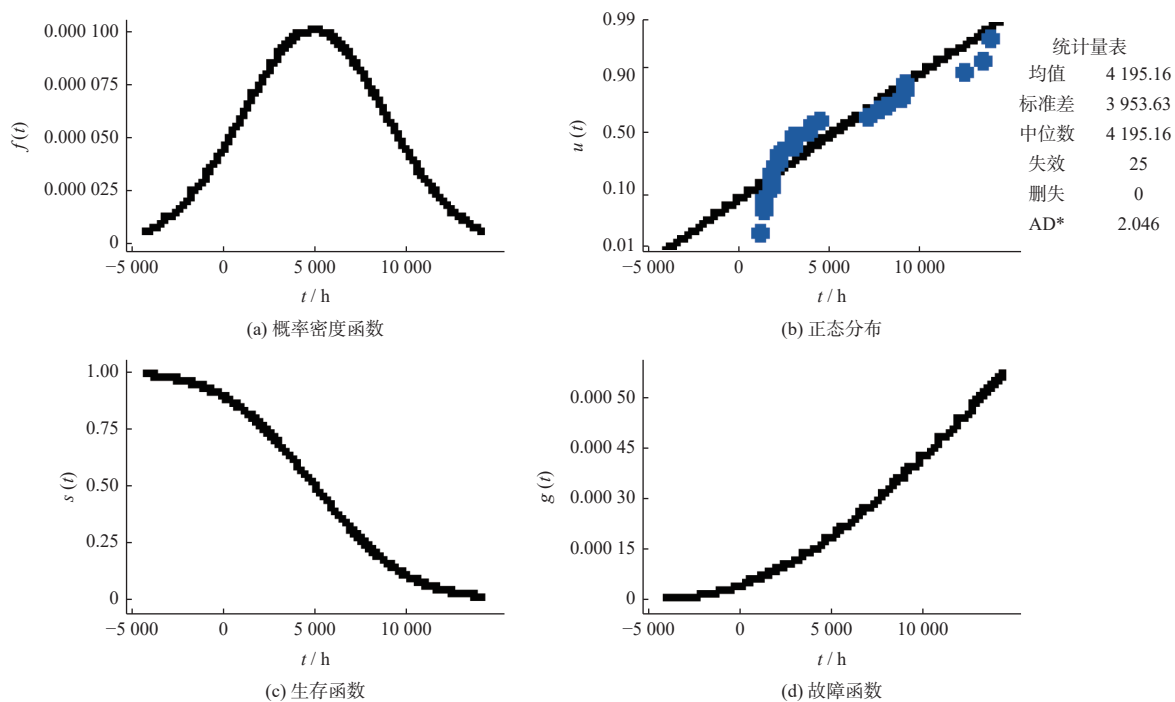 0.000 100
0.000 075
0.000 050
0.000 025
0
f (t)
−5 000 0 5 000 10 000
t / h
(a) 概率密度函数
0.99
0.90
0.50
0.10
0.01
u (t)
−5 000 0 5 000 10 000
t / h
(b) 正态分布
统计量表
均值 4 195.16
标准差 3 953.63
中位数 4 195.16
失效 25
删失 0
AD* 2.046
1.00
0.75
0.50
0.25
0
s (t)
−5 000 0 5 000 10 000
t / h
(c) 生存函数
0.000 50
0.000 45
0.000 30
0.000 15
0
g (t)
−5 000 0 5 000 10 000
t / h
(d) 故障函数